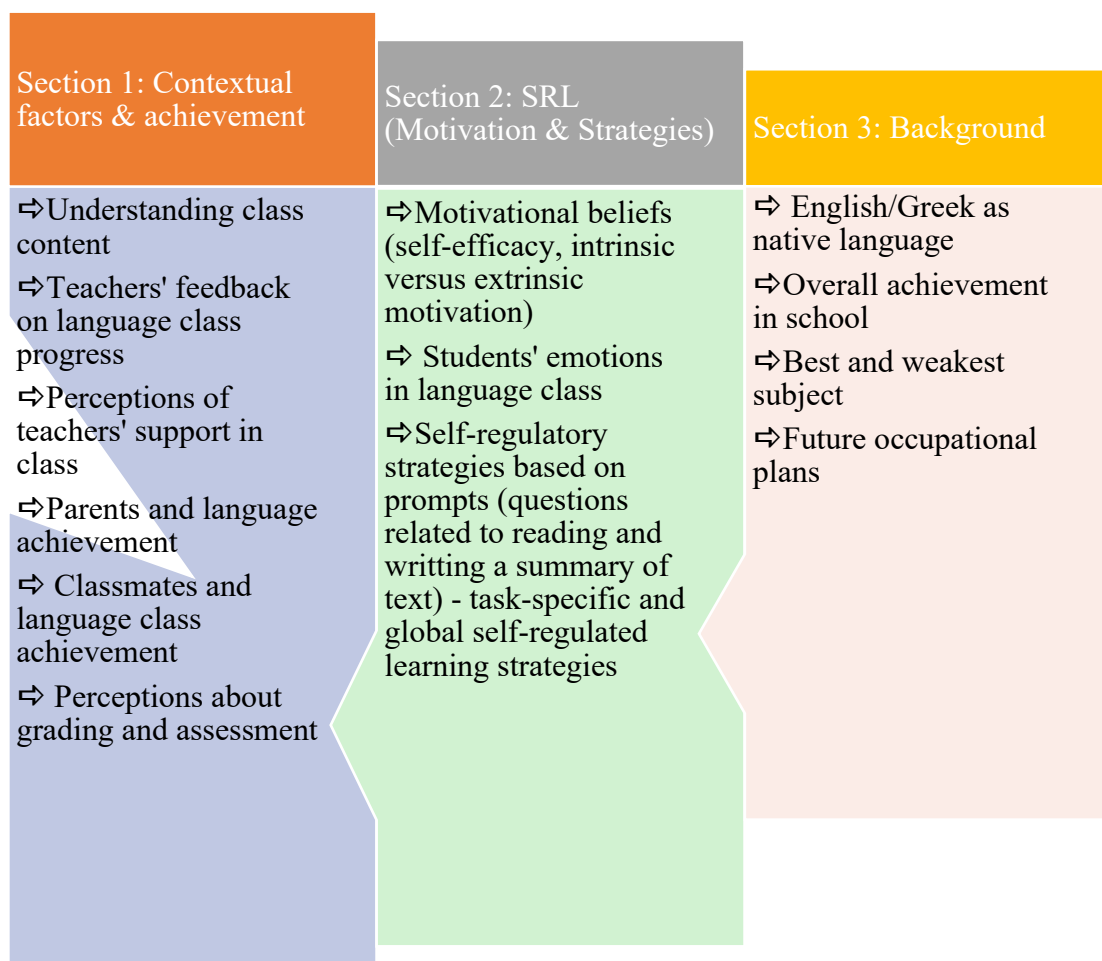 Section 1: Contextual
factors & achievement
⇨Understanding class
content
⇨Teachers' feedback
on language class
progress
⇨Perceptions of
teachers' support in
class
⇨Parents and language
achievement
⇨ Classmates and
language class
achievement
⇨ Perceptions about
grading and assessment
Section 2: SRL
(Motivation & Strategies)
⇨Motivational beliefs
(self-efficacy, intrinsic
versus extrinsic
motivation)
⇨ Students' emotions
in language class
⇨Self-regulatory
strategies based on
prompts (questions
related to reading and
writting a summary of
text) - task-specific and
global self-regulated
learning strategies
Section 3: Background
⇨ English/Greek as
native language
⇨Overall achievement
in school
⇨Best and weakest
subject
⇨Future occupational
plans